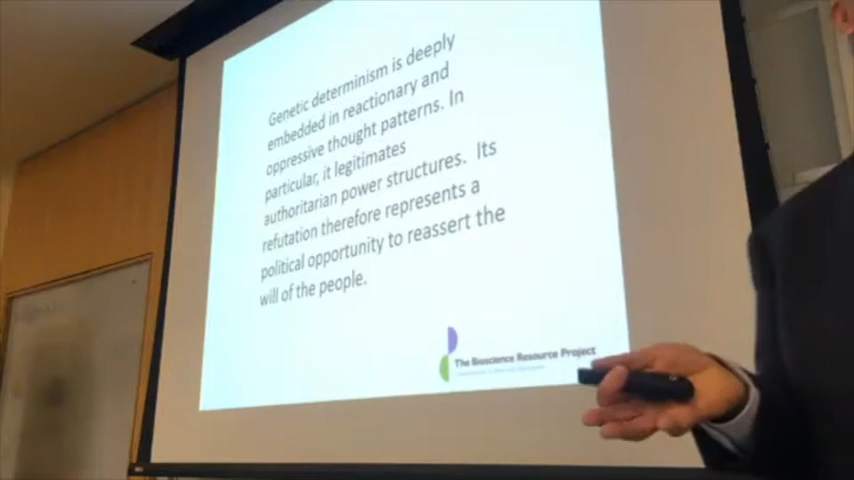 Genetic determinism is deeply
embedded in reactionary and
oppressive thought patterns. In
particular, it legitimates
authoritarian power structures. Its
refutation therefore represents a
political opportunity to reassert the
will of the people.
The Bioscience Resource Project